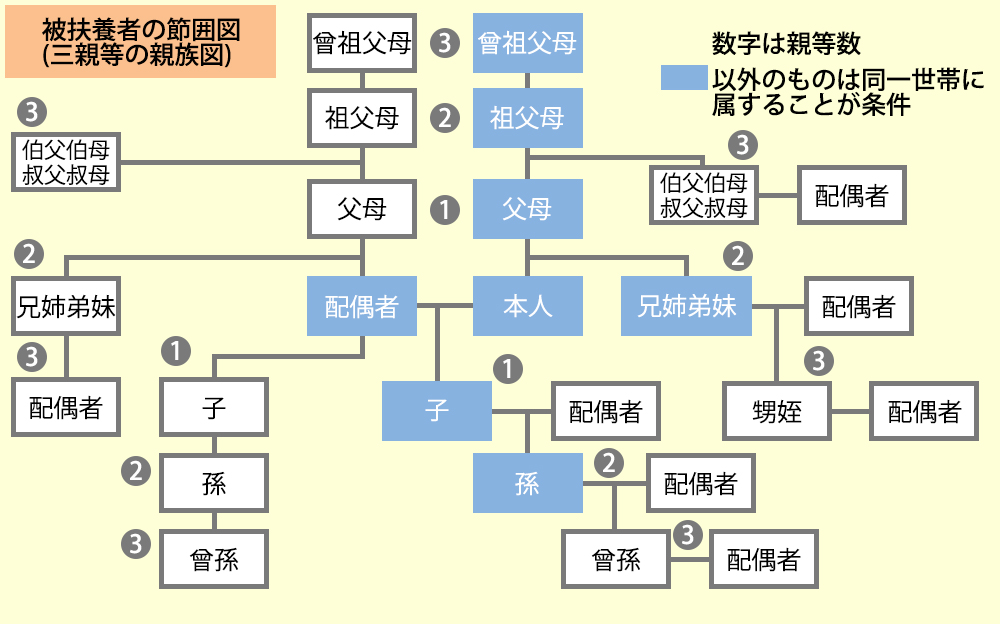 被扶養者の節囲図
(三親等の親族図)
数字は親等数
以外のものは同一世帯に
属することが条件
曾祖父母
3
曾祖父母
祖父母
2
祖父母
3
伯父伯母
叔父叔母
3
伯父伯母
叔父叔母
配偶者
父母
1
父母
2
兄姉弟妹
配偶者
本人
2
兄姉弟妹
配偶者
3
配偶者
1
子
1
子
配偶者
3
甥姪
配偶者
2
孫
孫
2
配偶者
3
曾孫
曾孫
3
配偶者